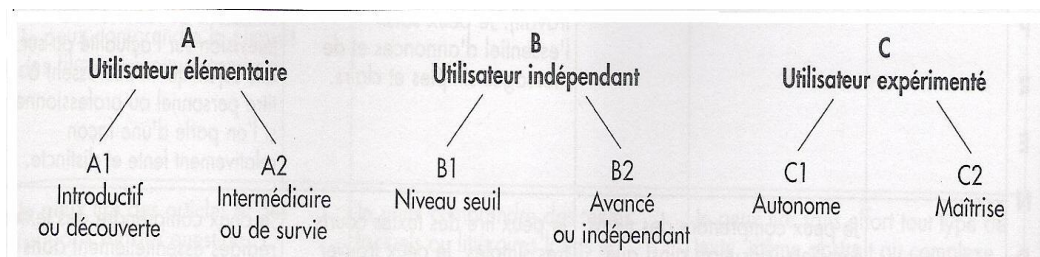 A
Utilisateur élémentaire
B
Utilisateur indépendant
C
Utilisateur expérimenté
A1
Introductif
ou découverte
A2
Intermédiaire
ou de survie
B1
Niveau seuil
B2
Avancé
ou indépendant
C1
Autonome
C2
Maîtrise